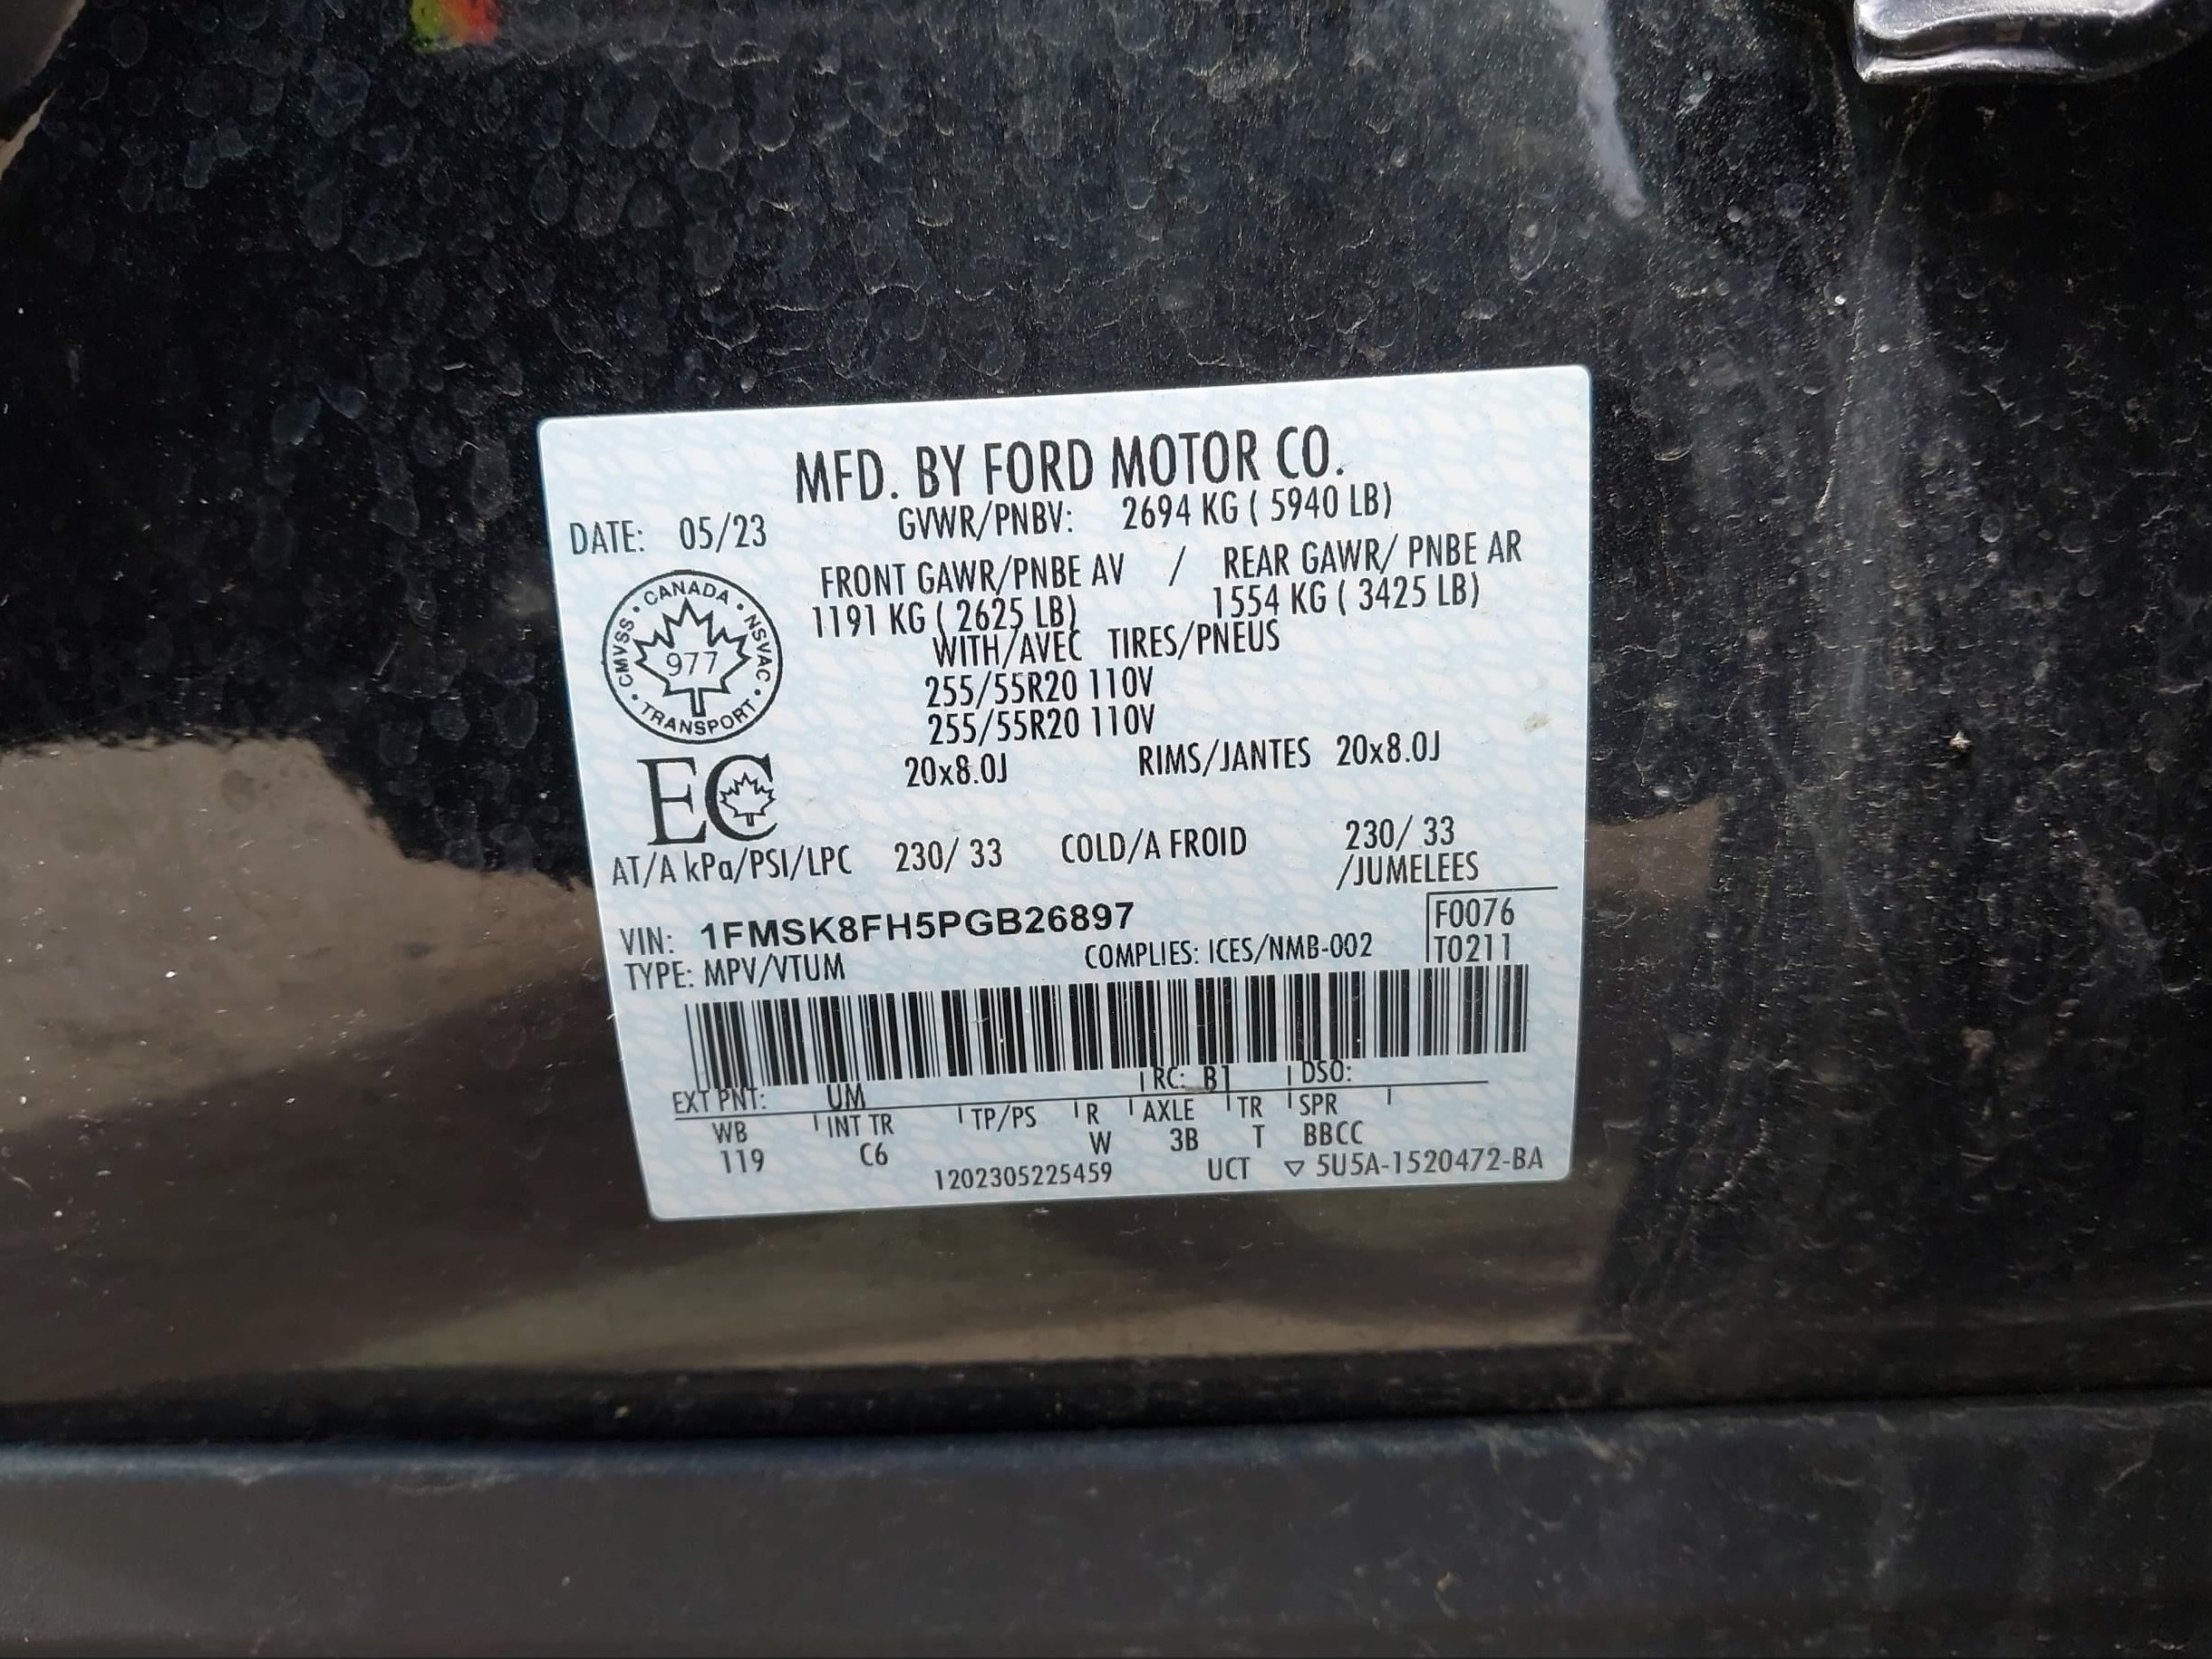 MFD. BY FORD MOTOR CO.
DATE: 05/23 GVWR/PNBV: 2694 KG ( 5940 LB)
FRONT GAWR/PNBE AV / REAR GAWR/ PNBE AR
1191 KG ( 2625 LB) 1554 KG ( 3425 LB)
WITH/AVEC TIRES/PNEUS
255/55R20 110V
255/55R20 110V
20x8.0J RIMS/JANTES 20x8.0J
CANADA • NSVAC • TRANSPORT • CMVSS •
977
EC
AT/A kPa/PSI/LPC 230/ 33 COLD/A FROID 230/ 33
/JUMELEES
VIN: 1FMSK8FH5PGB26897 F0076
TYPE: MPV/VTUM COMPLIES: ICES/NMB-002 T0211
EXT PNT: UM RC: B1 DSO:
WB INT TR TP/PS R AXLE TR SPR
119 C6 W 3B T BBCC
1202305225459 UCT ▽ 5U5A-1520472-BA